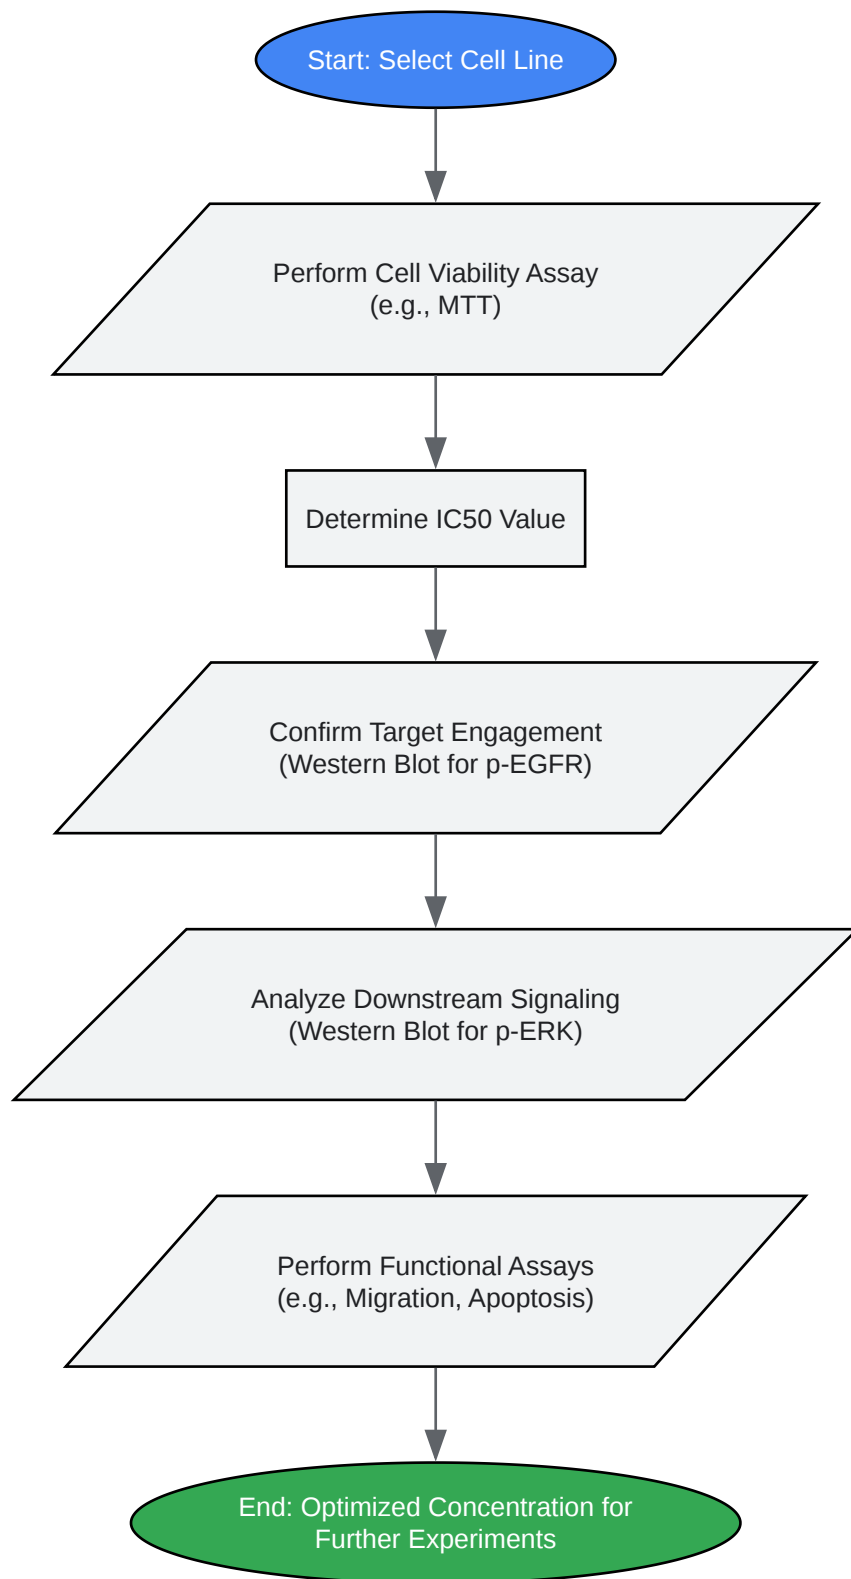 Start: Select Cell Line
Perform Cell Viability Assay
(e.g., MTT)
Determine IC50 Value
Confirm Target Engagement
(Western Blot for p-EGFR)
Analyze Downstream Signaling
(Western Blot for p-ERK)
Perform Functional Assays
(e.g., Migration, Apoptosis)
End: Optimized Concentration for
Further Experiments